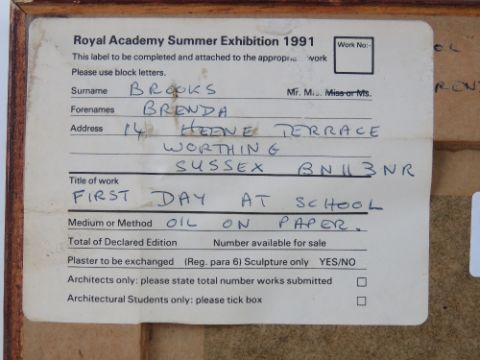 Royal Academy Summer Exhibition 1991
Work No:-
This label to be completed and attached to the appropriate work
Please use block letters.
Surname BROOKS Mr. M.s. Miss or Ms.
Forenames BRENDA
Address 14 HEENE TERRACE
WORTHING
SUSSEX BN11 3NR
Title of work
FIRST DAY AT SCHOOL
Medium or Method OIL ON PAPER.
Total of Declared Edition Number available for sale
Plaster to be exchanged (Reg. para 6) Sculpture only YES/NO
Architects only: please state total number works submitted
Architectural Students only: please tick box